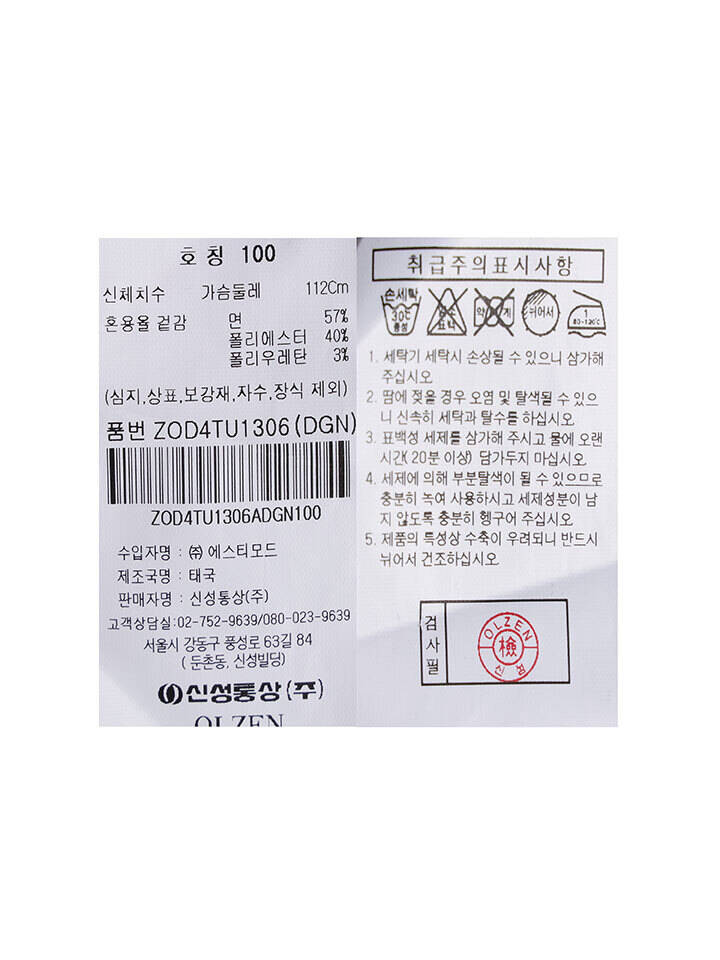 호칭 100
신체치수 가슴둘레 112Cm
혼용율 겉감 면 57%
폴리에스터 40%
폴리우레탄 3%
(심지,상표,보강재,자수,장식 제외)
품번 ZOD4TU1306(DGN)
ZOD4TU1306ADGN100
수입자명 : ㈜ 에스티모드
제조국명 : 태국
판매자명 : 신성통상(주)
고객상담실:02-752-9639/080-023-9639
서울시 강동구 풍성로 63길 84
( 둔촌동, 신성빌딩)
신성통상(주)
OLZEN
취급주의표시사항
손세탁
30℃
중성
뉘어서
1
80-120℃
1. 세탁기 세탁시 손상될 수 있으니 삼가해
주십시오
2. 땀에 젖을 경우 오염 및 탈색될 수 있으
니 신속히 세탁과 탈수를 하십시오.
3. 표백성 세제를 삼가해 주시고 물에 오랜
시간(20분 이상) 담가두지 마십시오.
4. 세제에 의해 부분탈색이 될 수 있으므로
충분히 녹여 사용하시고 세제성분이 남
지 않도록 충분히 헹구어 주십시오.
5. 제품의 특성상 수축이 우려되니 반드시
뉘어서 건조하십시오.
검사필
OLZEN
檢
신성